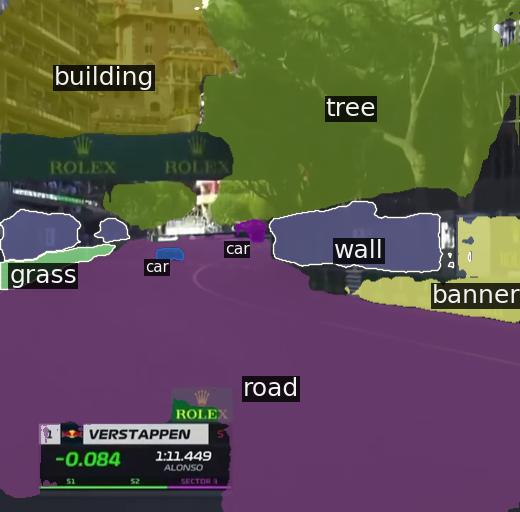 building
tree
ROLEX ROLEX
car
car
wall
grass
banner
road
ROLEX
1 VERSTAPPEN 5
-0.084 1:11.449
ALONSO
S1 S2 SECTOR 3